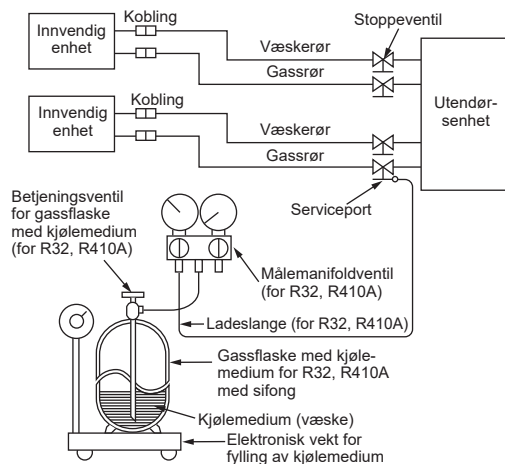 Innvendig
enhet
Kobling
Stoppeventil
Væskerør
Gassrør
Utendør-
senhet
Innvendig
enhet
Kobling
Væskerør
Gassrør
Serviceport
Betjeningsventil
for gassflaske
med kjølemedium
(for R32, R410A)
Målemanifoldventil
(for R32, R410A)
Ladeslange (for R32, R410A)
Gassflaske med kjøle-
medium for R32, R410A
med sifong
Kjølemedium (væske)
Elektronisk vekt for
fylling av kjølemedium